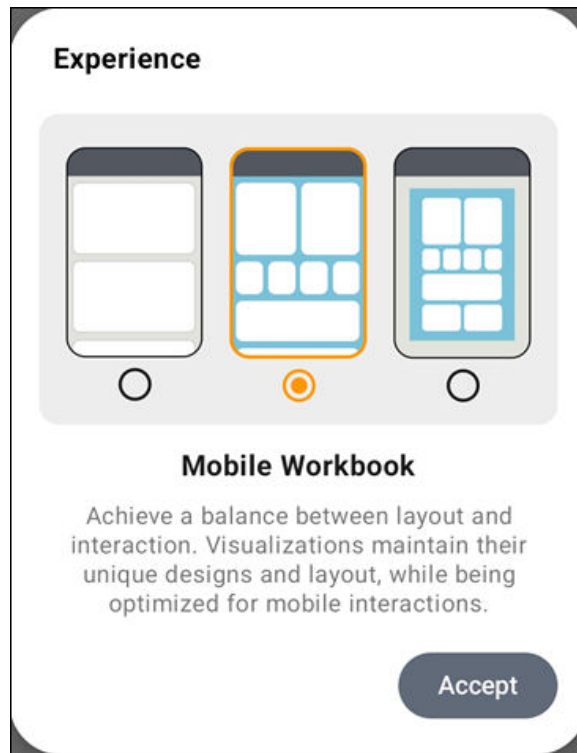 Experience
Mobile Workbook
Achieve a balance between layout and
interaction. Visualizations maintain their
unique designs and layout, while being
optimized for mobile interactions.
Accept